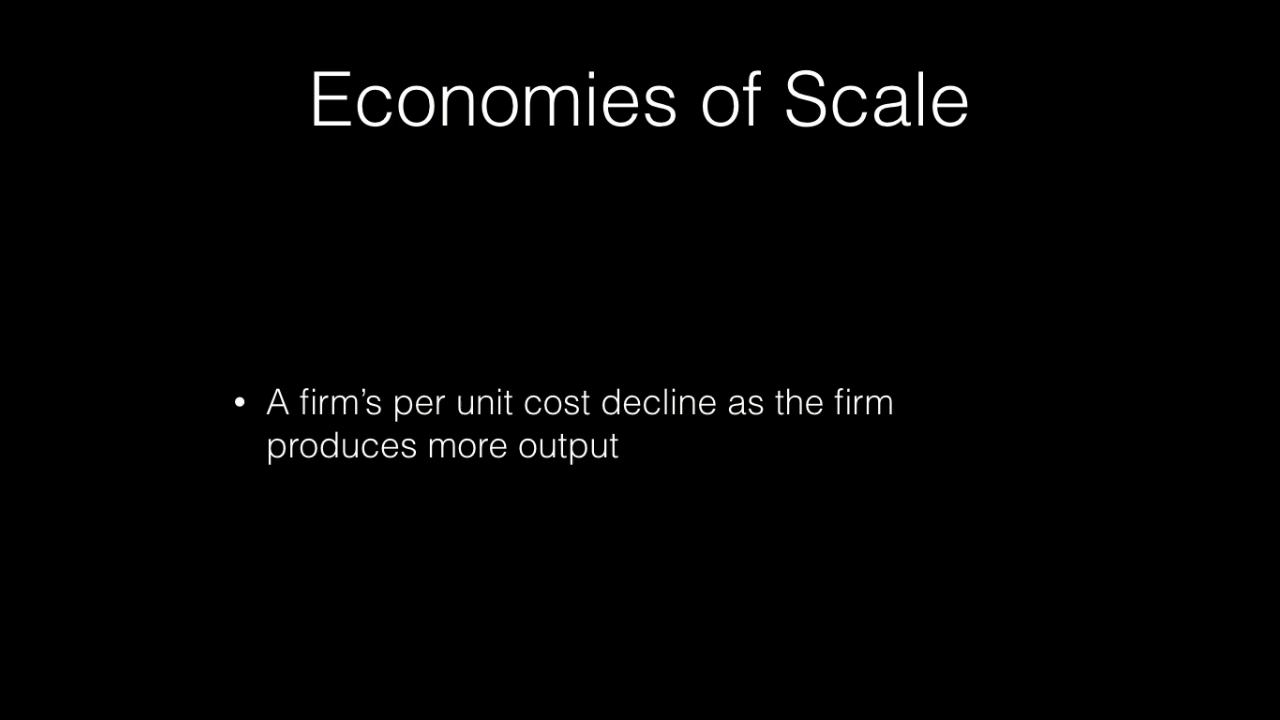 Economies of Scale
• A firm’s per unit cost decline as the firm
produces more output